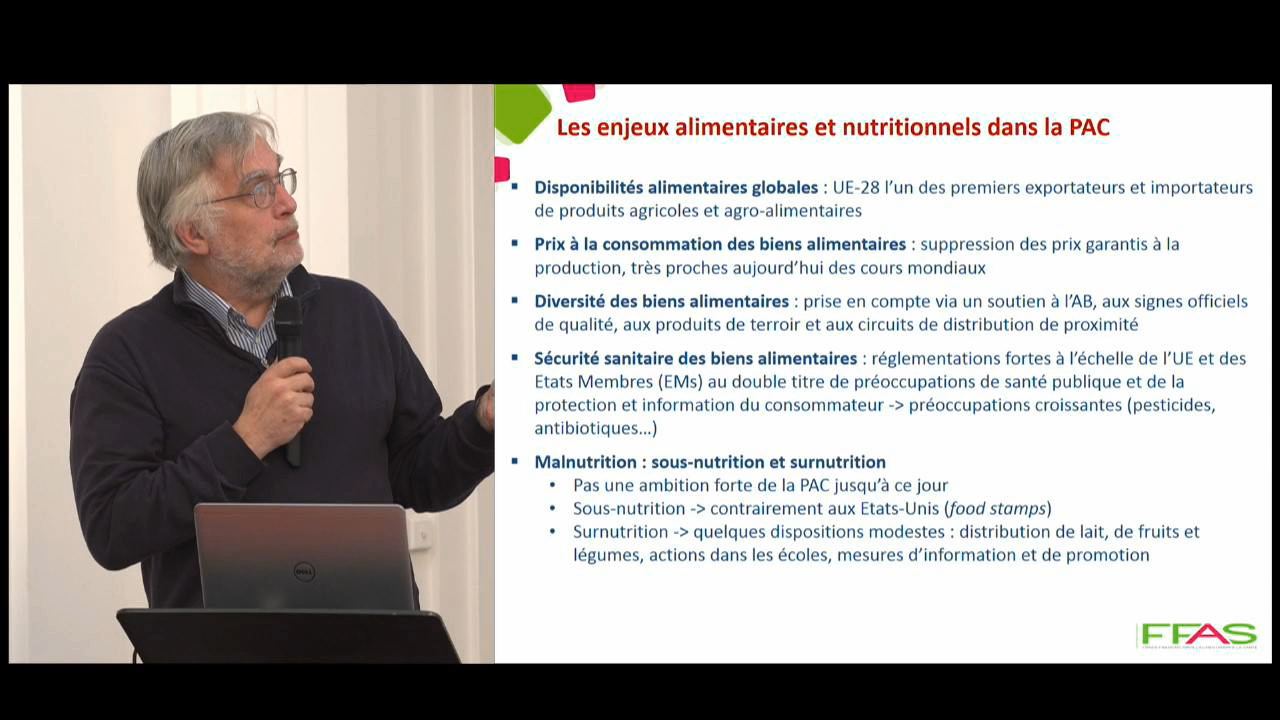 Les enjeux alimentaires et nutritionnels dans la PAC
▪ Disponibilités alimentaires globales : UE-28 l’un des premiers exportateurs et importateurs
de produits agricoles et agro-alimentaires
▪ Prix à la consommation des biens alimentaires : suppression des prix garantis à la
production, très proches aujourd’hui des cours mondiaux
▪ Diversité des biens alimentaires : prise en compte via un soutien à l’AB, aux signes officiels
de qualité, aux produits de terroir et aux circuits de distribution de proximité
▪ Sécurité sanitaire des biens alimentaires : réglementations fortes à l’échelle de l’UE et des
Etats Membres (EMs) au double titre de préoccupations de santé publique et de la
protection et information du consommateur -> préoccupations croissantes (pesticides,
antibiotiques…)
▪ Malnutrition : sous-nutrition et surnutrition
• Pas une ambition forte de la PAC jusqu’à ce jour
• Sous-nutrition -> contrairement aux Etats-Unis (food stamps)
• Surnutrition -> quelques dispositions modestes : distribution de lait, de fruits et
légumes, actions dans les écoles, mesures d’information et de promotion
DELL
FFAS